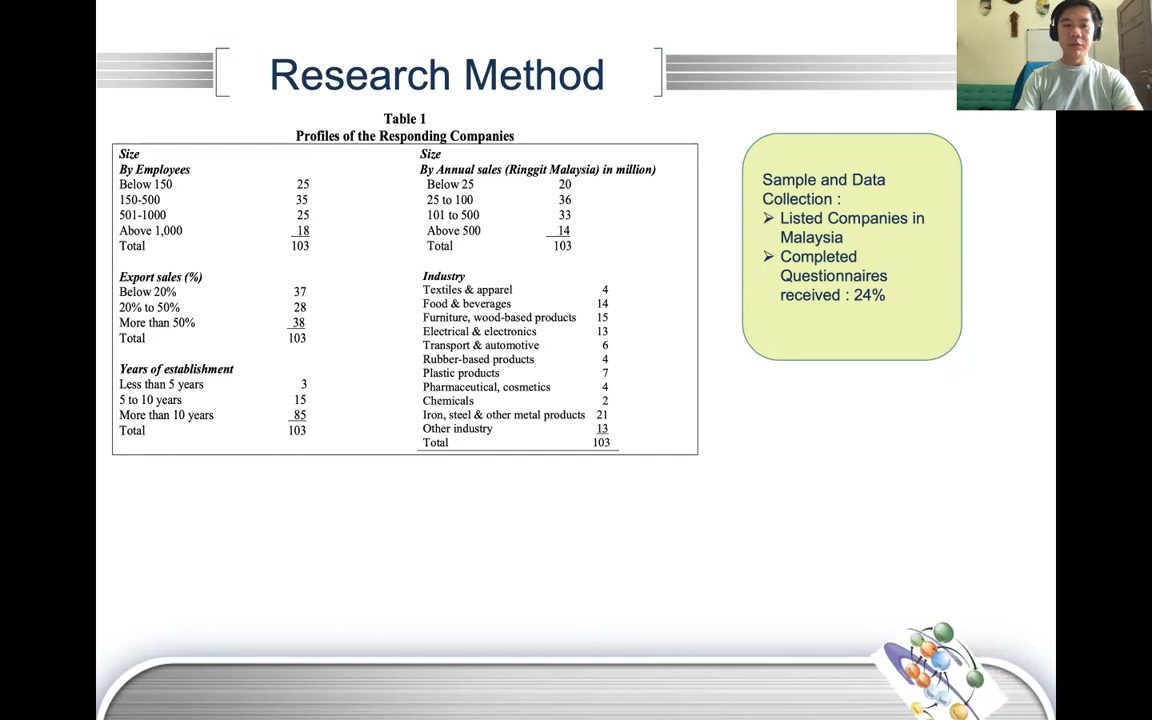 Research Method
Table 1
Profiles of the Responding Companies
Size
By Employees
Below 150 25
150-500 35
501-1000 25
Above 1,000 18
Total 103
Export sales (%)
Below 20% 37
20% to 50% 28
More than 50% 38
Total 103
Years of establishment
Less than 5 years 3
5 to 10 years 15
More than 10 years 85
Total 103
Size
By Annual sales (Ringgit Malaysia) in million)
Below 25 20
25 to 100 36
101 to 500 33
Above 500 14
Total 103
Industry
Textiles & apparel 4
Food & beverages 14
Furniture, wood-based products 15
Electrical & electronics 13
Transport & automotive 6
Rubber-based products 4
Plastic products 7
Pharmaceutical, cosmetics 4
Chemicals 2
Iron, steel & other metal products 21
Other industry 13
Total 103
Sample and Data
Collection :
➢ Listed Companies in
Malaysia
➢ Completed
Questionnaires
received : 24%